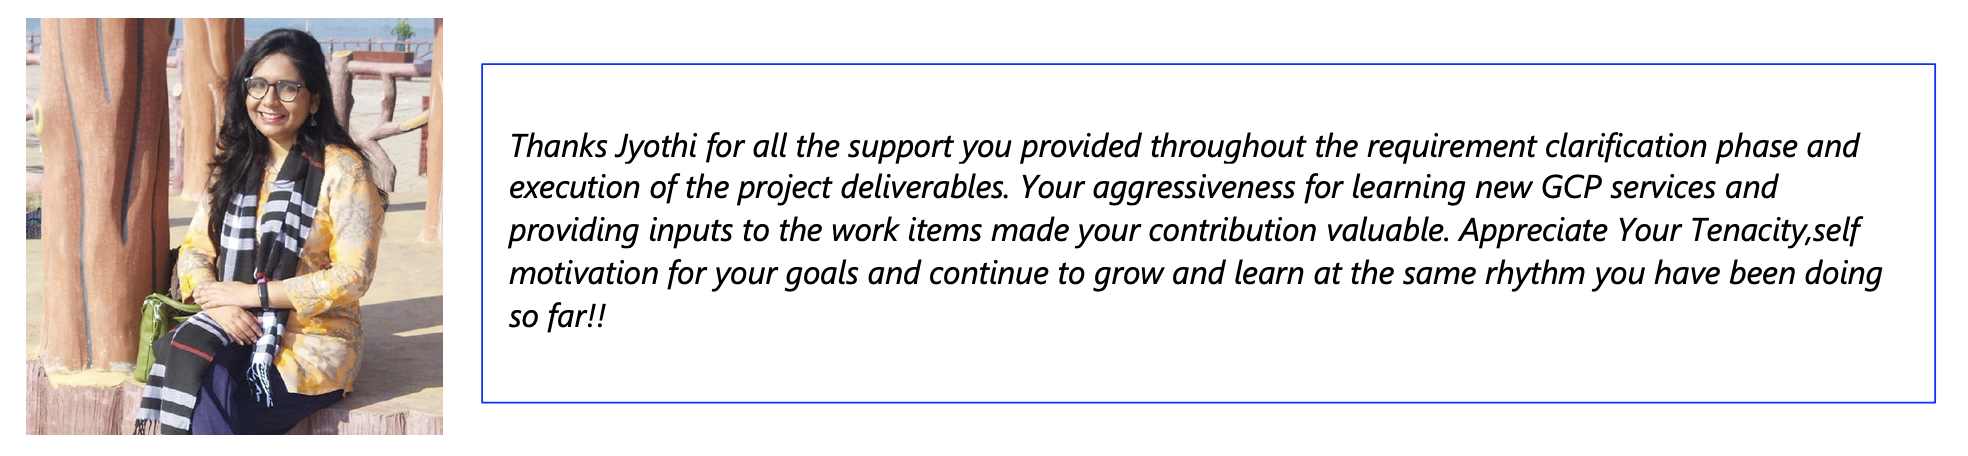 Thanks Jyothi for all the support you provided throughout the requirement clarification phase and
execution of the project deliverables. Your aggressiveness for learning new GCP services and
providing inputs to the work items made your contribution valuable. Appreciate Your Tenacity,self
motivation for your goals and continue to grow and learn at the same rhythm you have been doing
so far!!